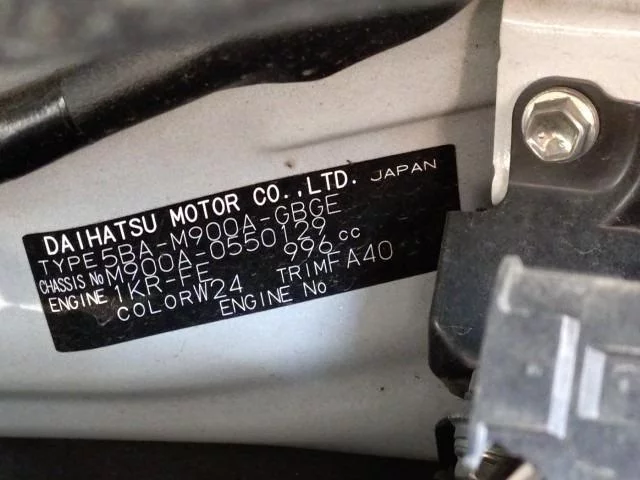 DAIHATSU MOTOR CO.,LTD. JAPAN
TYPE 5BA-M900A-GBGE
CHASSIS No M900A-0550129
ENGINE 1KR-FE 996 cc
COLOR W24 TRIM FA40
ENGINE No